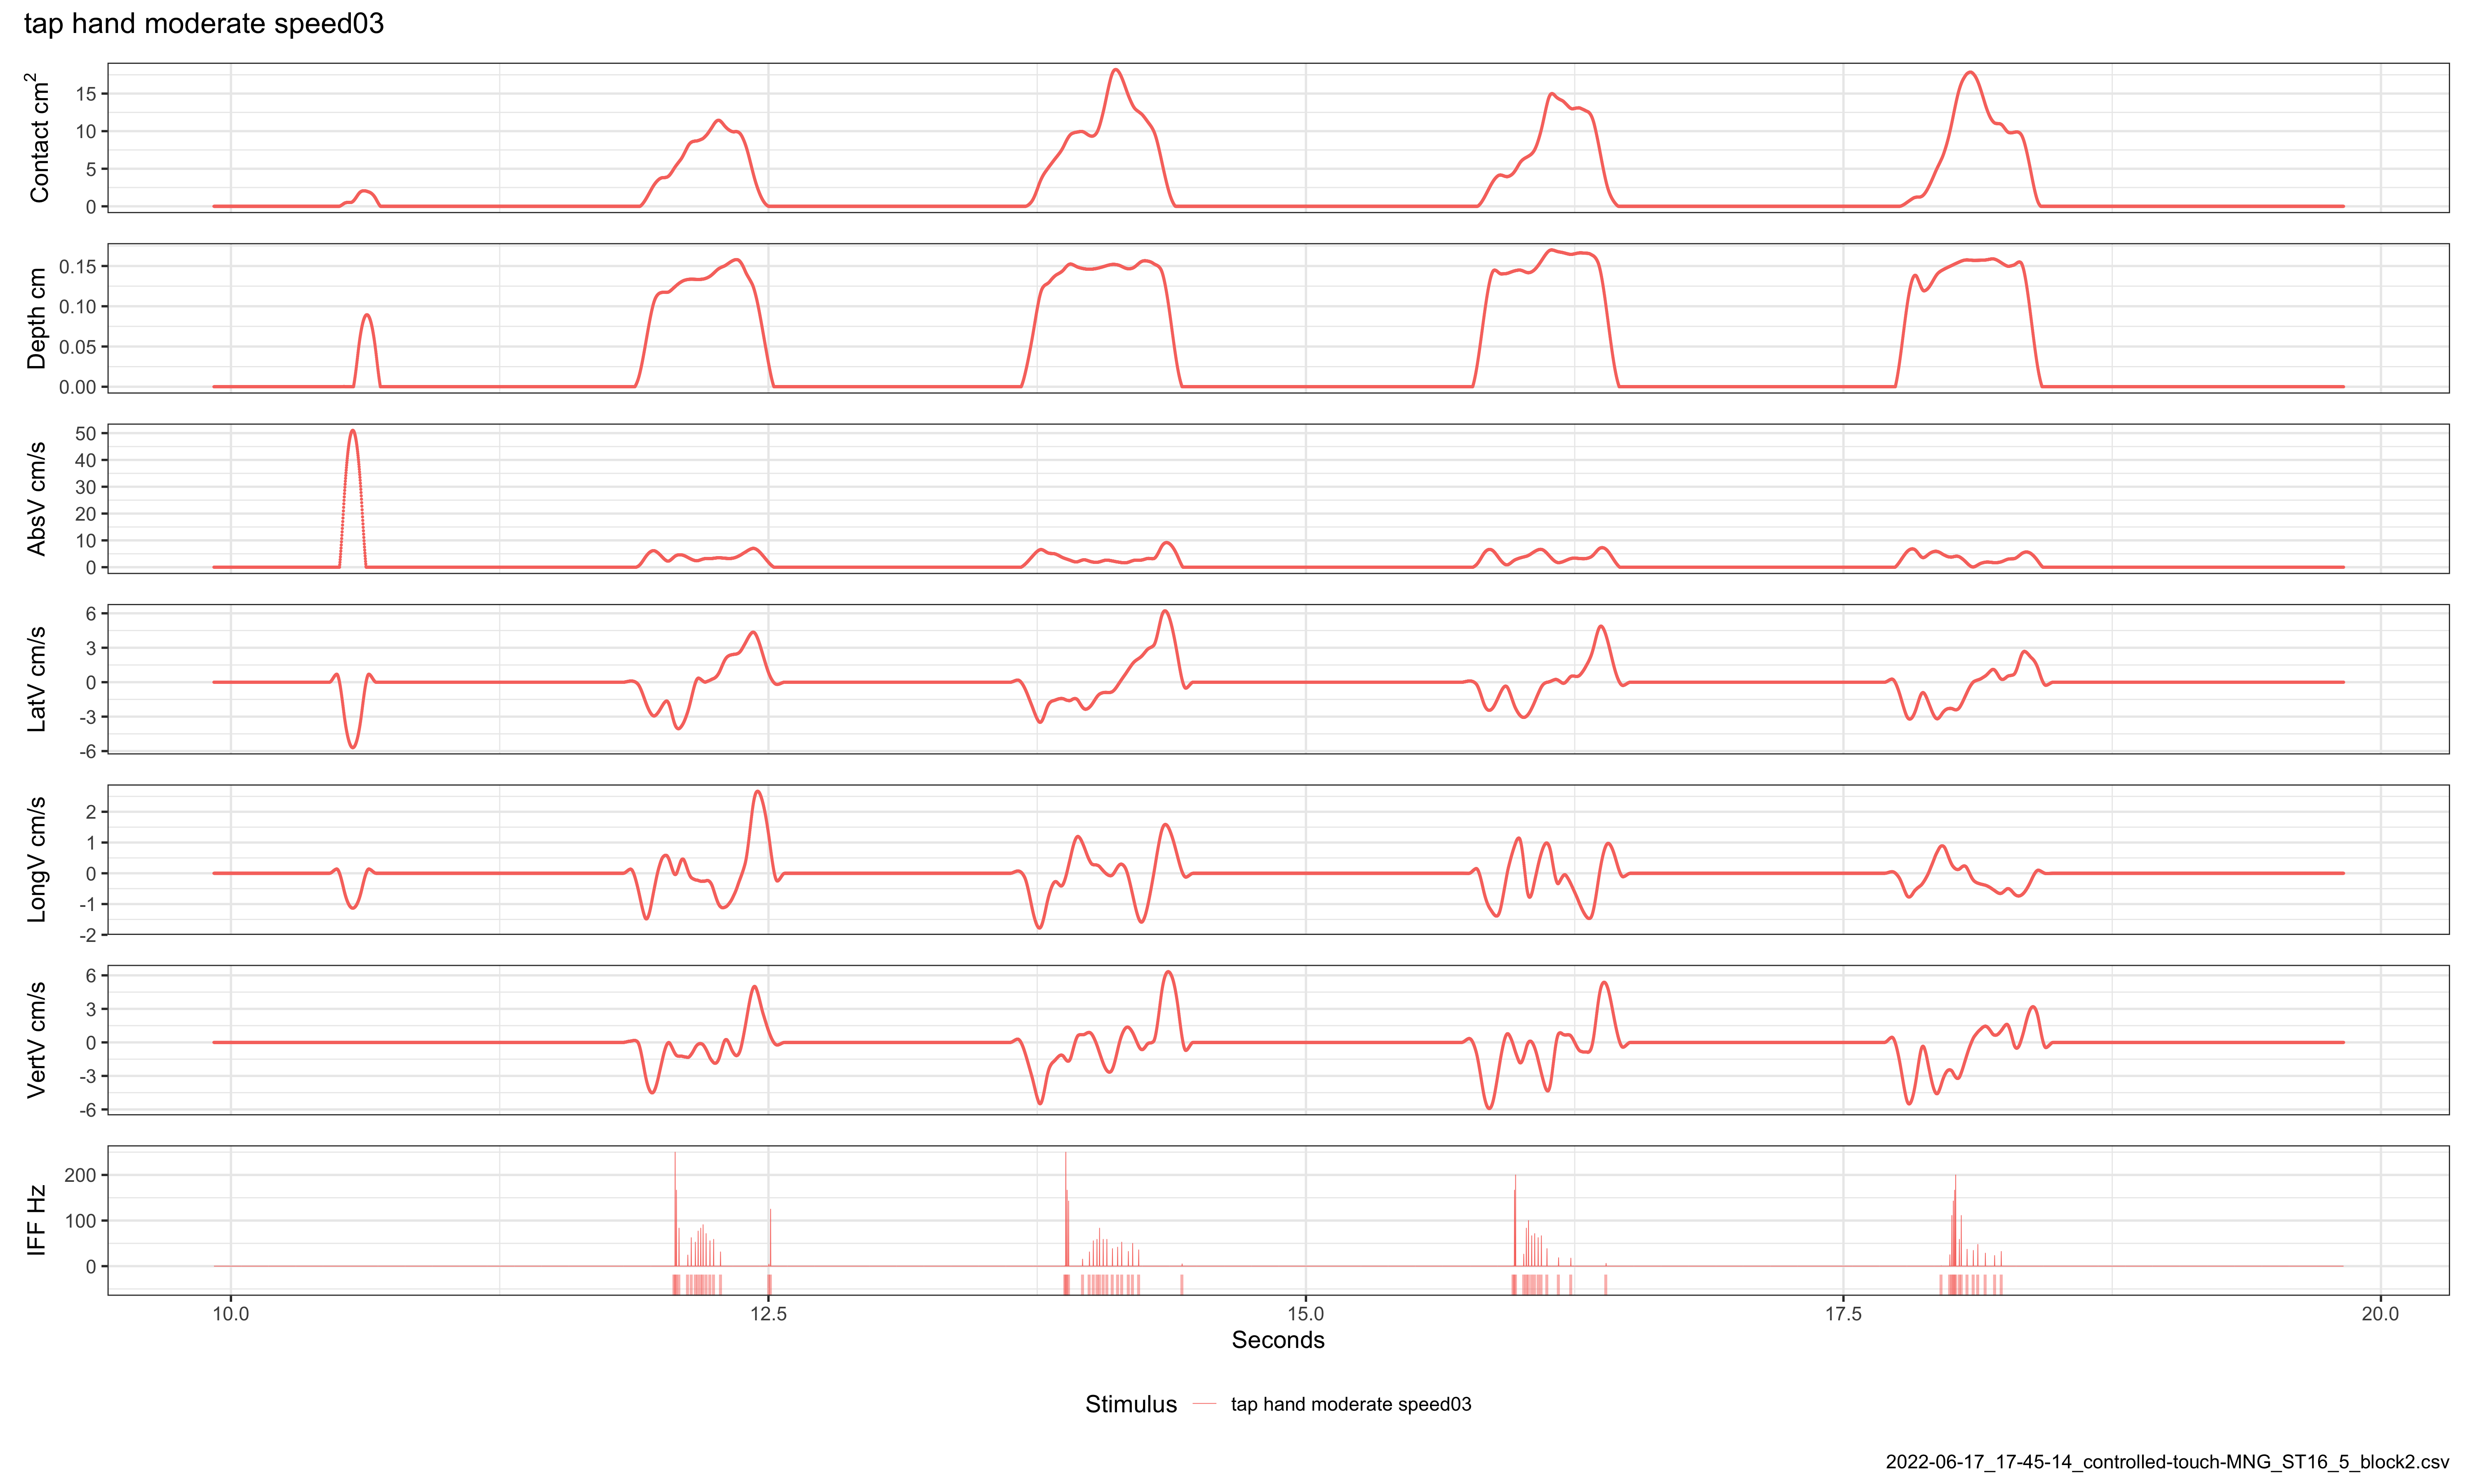 tap hand moderate speed03
Contact cm²
15
10
5
0
Depth cm
0.15
0.10
0.05
0.00
AbsV cm/s
50
40
30
20
10
0
LatV cm/s
6
3
0
-3
-6
LongV cm/s
2
1
0
-1
-2
VertV cm/s
6
3
0
-3
-6
IFF Hz
200
100
0
10.0 12.5 15.0 17.5 20.0
Seconds
Stimulus tap hand moderate speed03
2022-06-17_17-45-14_controlled-touch-MNG_ST16_5_block2.csv